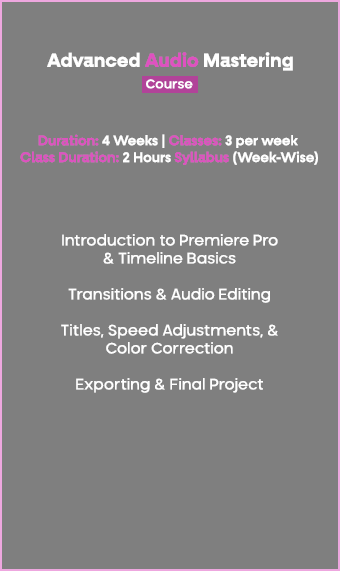 Advanced Audio Mastering
Course
Duration: 4 Weeks | Classes: 3 per week
Class Duration: 2 Hours Syllabus (Week-Wise)
Introduction to Premiere Pro
& Timeline Basics
Transitions & Audio Editing
Titles, Speed Adjustments, &
Color Correction
Exporting & Final Project